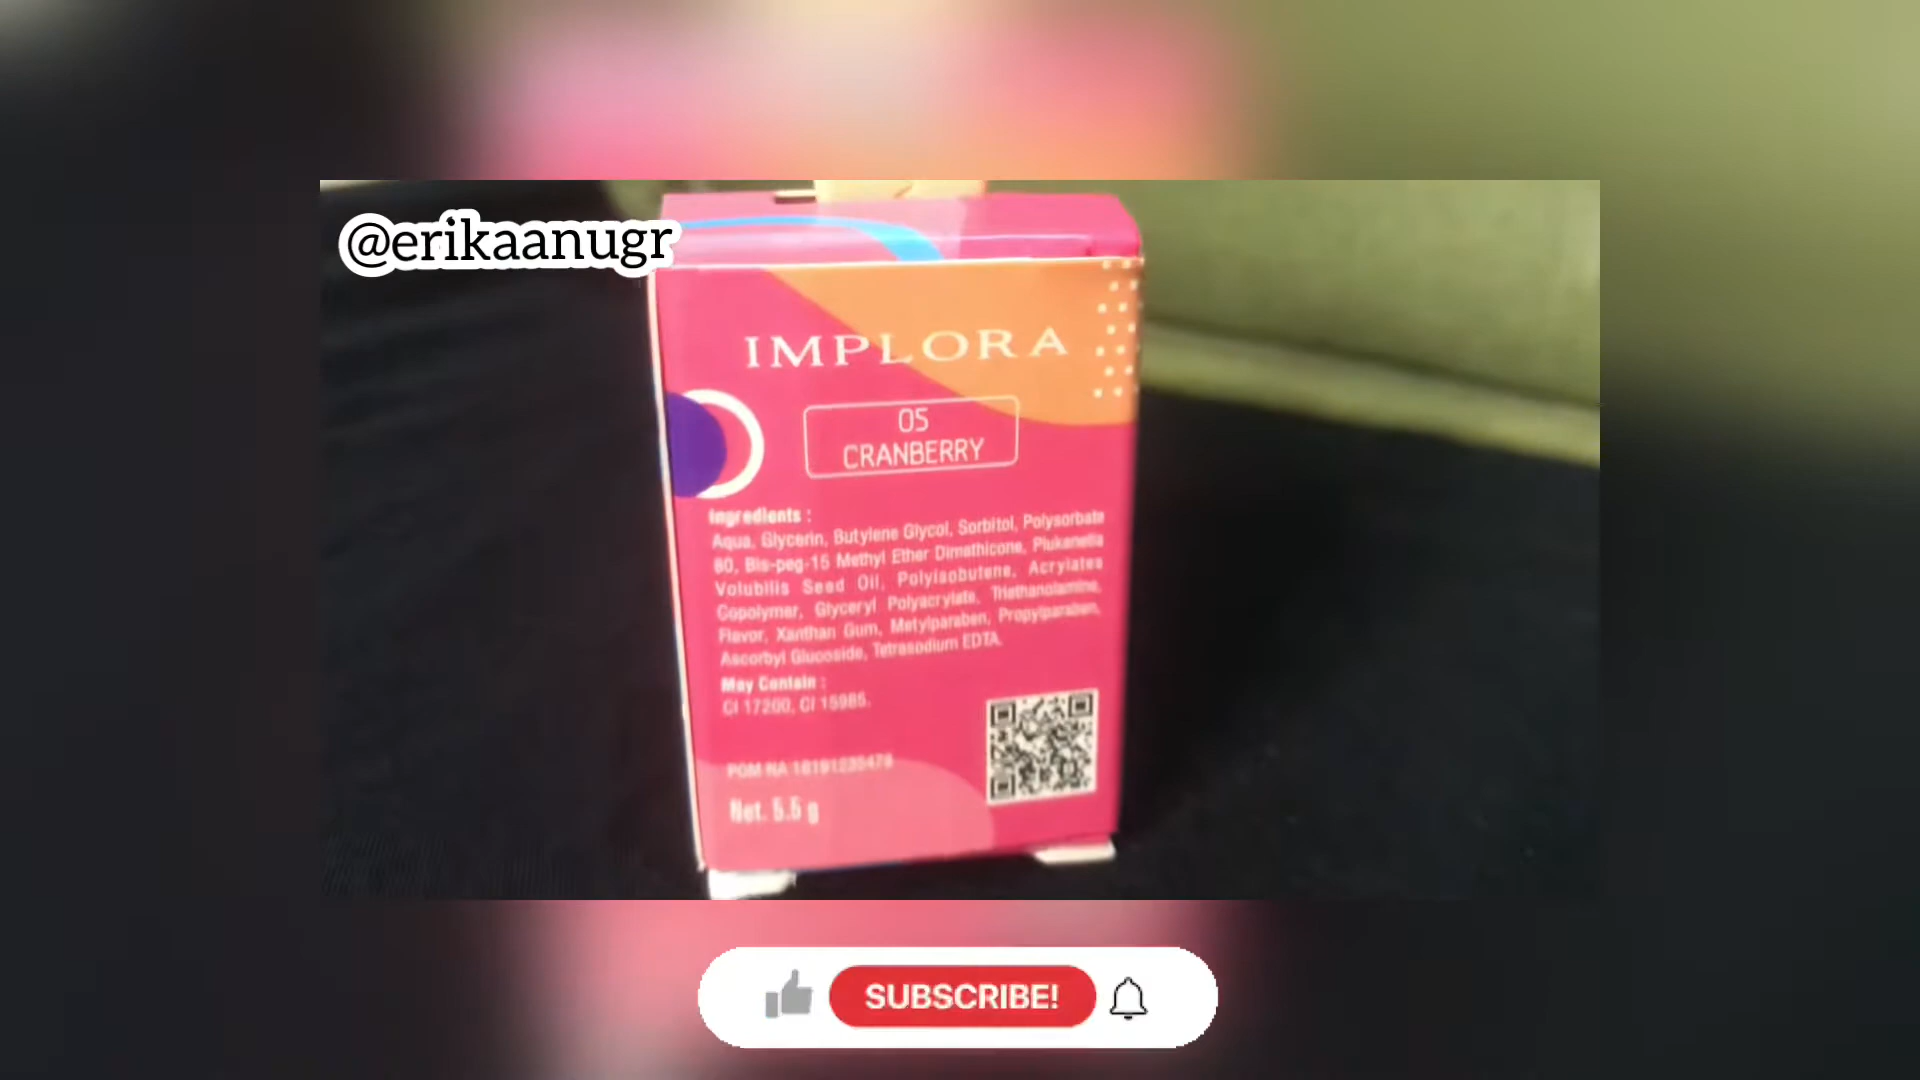 @erikaanugr
IMPLORA
05
CRANBERRY
Ingredients :
Aqua, Glycerin, Butylene Glycol, Sorbitol, Polysorbate
80, Bis-peg-15 Methyl Ether Dimethicone, Plukenetia
Volubilis Seed Oil, Polyisobutene, Acrylates
Copolymer, Glyceryl Polyacrylate, Triethanolamine,
Flavor, Xanthan Gum, Metylparaben, Propylparaben,
Ascorbyl Glucoside, Tetrasodium EDTA.
May Contain :
CI 17200, CI 15985.
POM NA
Net. 5.5 g
SUBSCRIBE!